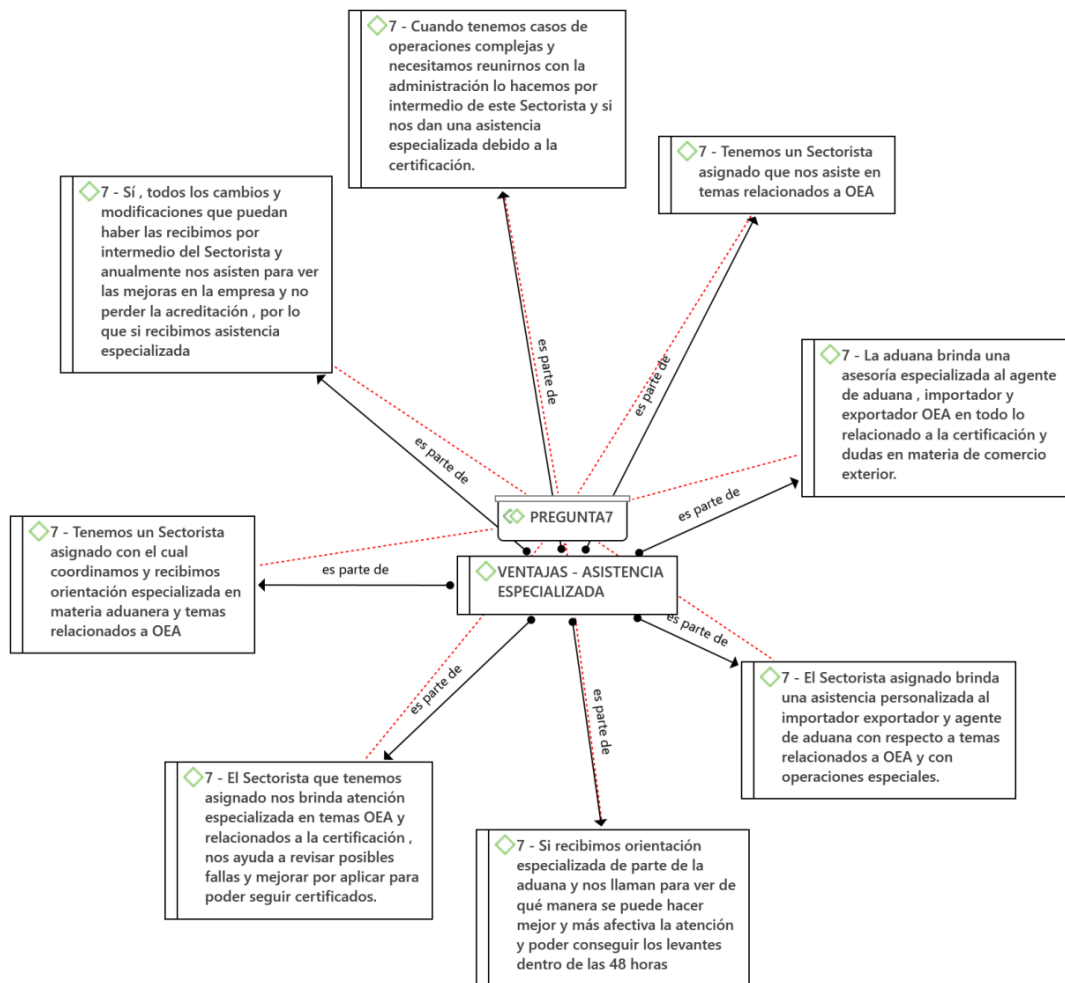 7 - Cuando tenemos casos de
operaciones complejas y
necesitamos reunirnos con la
administración lo hacemos por
intermedio de este Sectorista y si
nos dan una asistencia
especializada debido a la
certificación.
7 - Tenemos un Sectorista
asignado que nos asiste en
temas relacionados a OEA
7 - Sí , todos los cambios y
modificaciones que puedan
haber las recibimos por
intermedio del Sectorista y
anualmente nos asisten para ver
las mejoras en la empresa y no
perder la acreditación , por lo
que si recibimos asistencia
especializada
7 - La aduana brinda una
asesoría especializada al agente
de aduana , importador y
exportador OEA en todo lo
relacionado a la certificación y
dudas en materia de comercio
exterior.
es parte de
es parte de
es parte de
es parte de
PREGUNTA7
7 - Tenemos un Sectorista
asignado con el cual
coordinamos y recibimos
orientación especializada en
materia aduanera y temas
relacionados a OEA
es parte de
VENTAJAS - ASISTENCIA
ESPECIALIZADA
es parte de
es parte de
es parte de
7 - El Sectorista asignado brinda
una asistencia personalizada al
importador exportador y agente
de aduana con respecto a temas
relacionados a OEA y con
operaciones especiales.
7 - El Sectorista que tenemos
asignado nos brinda atención
especializada en temas OEA y
relacionados a la certificación ,
nos ayuda a revisar posibles
fallas y mejorar por aplicar para
poder seguir certificados.
7 - Si recibimos orientación
especializada de parte de la
aduana y nos llaman para ver de
qué manera se puede hacer
mejor y más afectiva la atención
y poder conseguir los levantes
dentro de las 48 horas